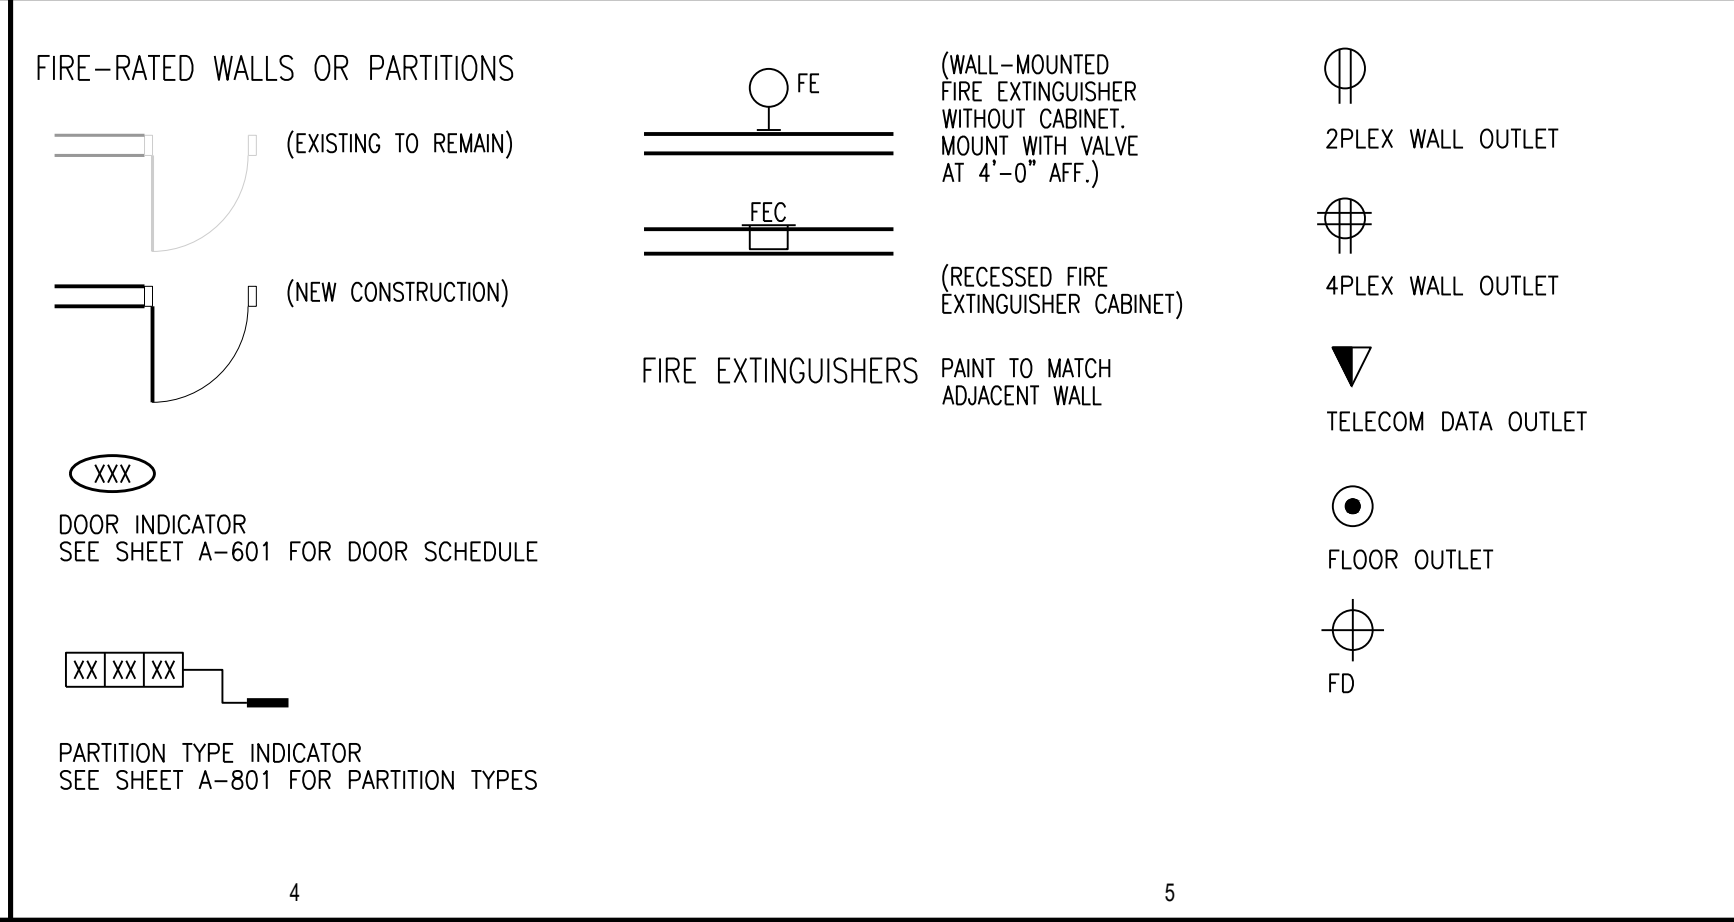 FIRE-RATED WALLS OR PARTITIONS
(EXISTING TO REMAIN)
(NEW CONSTRUCTION)
XXX
DOOR INDICATOR
SEE SHEET A-601 FOR DOOR SCHEDULE
XX XX XX
PARTITION TYPE INDICATOR
SEE SHEET A-801 FOR PARTITION TYPES
4
FE
(WALL-MOUNTED
FIRE EXTINGUISHER
WITHOUT CABINET.
MOUNT WITH VALVE
AT 4'-0" AFF.)
FEC
(RECESSED FIRE
EXTINGUISHER CABINET)
FIRE EXTINGUISHERS
PAINT TO MATCH
ADJACENT WALL
5
2PLEX WALL OUTLET
4PLEX WALL OUTLET
TELECOM DATA OUTLET
FLOOR OUTLET
FD